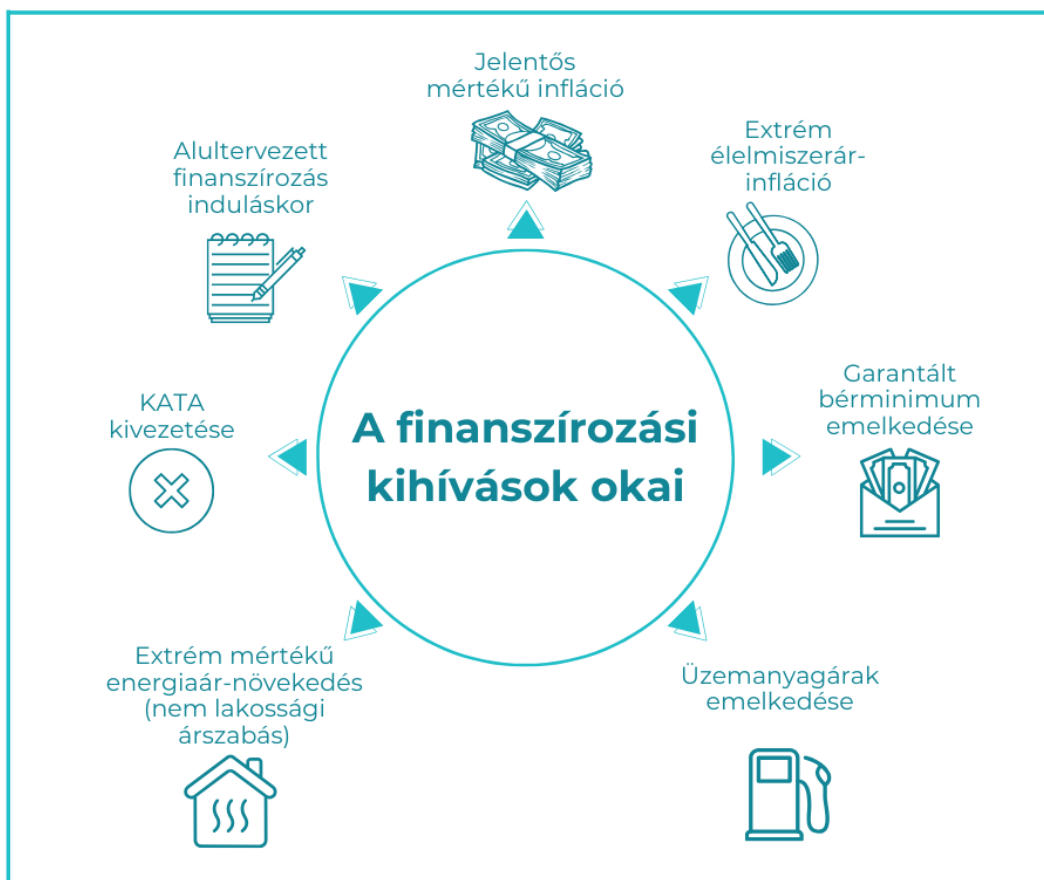 Jelentős
mértékű infláció
Extrém
élelmiszerár-
infláció
Alultervezett
finanszírozás
induláskor
Garantált
bérminimum
emelkedése
KATA
kivezetése
A finanszírozási
kihívások okai
Extrém mértékű
energiaár-növekedés
(nem lakossági
árszabás)
Üzemanyagárak
emelkedése